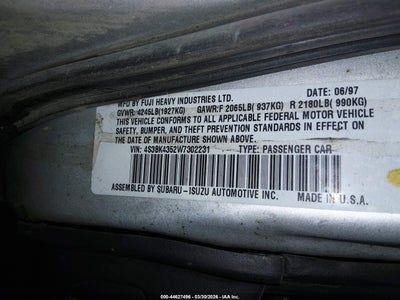 MFD BY FUJI HEAVY INDUSTRIES LTD. DATE 06/97
GVWR: 4245LB(1927KG) GAWR:F 2065LB( 937KG) R 2180LB( 990KG)
THIS VEHICLE CONFORMS TO ALL APPLICABLE FEDERAL MOTOR VEHICLE
SAFETY, BUMPER, AND THEFT PREVENTION STANDARDS IN EFFECT ON
THE DATE OF MANUFACTURE SHOWN ABOVE.
VIN: 4S3BK4352W7302231 TYPE: PASSENGER CAR
ASSEMBLED BY SUBARU-ISUZU AUTOMOTIVE INC. MADE IN U.S.A.
000-44627496 - 03/30/2026 - IAA Inc.